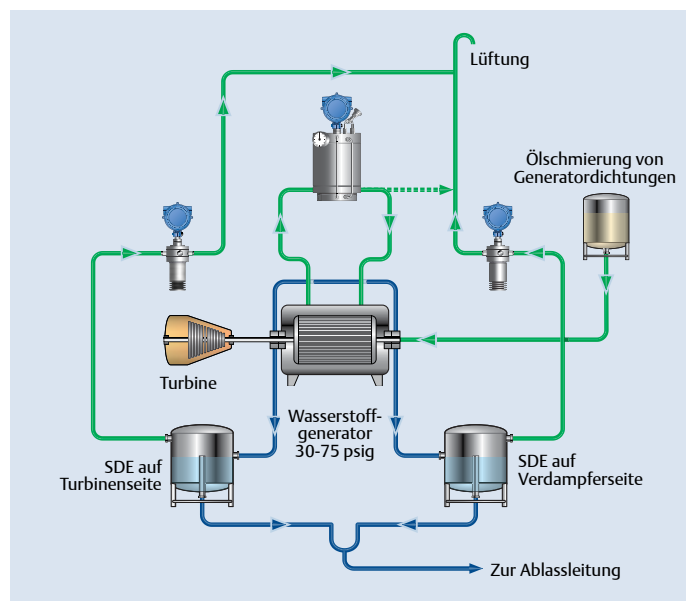 Lüftung
Ölschmierung von
Generatordichtungen
Turbine
Wasserstoff-
generator
30-75 psig
SDE auf
Turbinenseite
SDE auf
Verdampferseite
Zur Ablassleitung